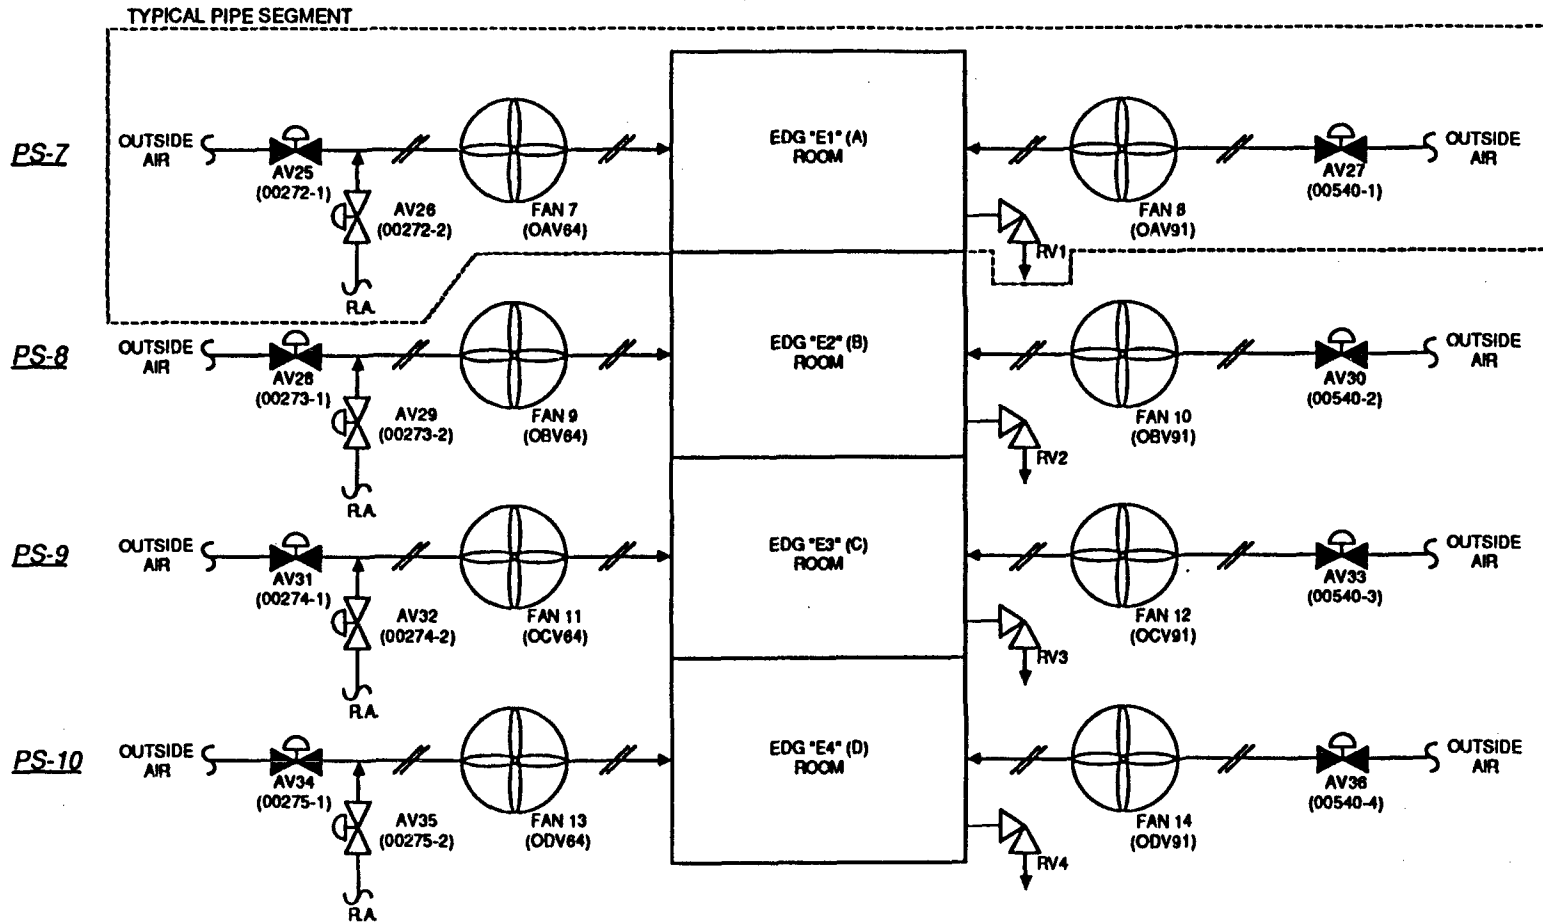 TYPICAL PIPE SEGMENT
PS-7
OUTSIDE
AIR
AV25
(00272-1)
AV26
(00272-2)
R.A.
FAN 7
(OAV64)
EDG "E1" (A)
ROOM
RV1
FAN 8
(OAV91)
AV27
(00540-1)
OUTSIDE
AIR
PS-8
OUTSIDE
AIR
AV28
(00273-1)
AV29
(00273-2)
R.A.
FAN 9
(OBV64)
EDG "E2" (B)
ROOM
RV2
FAN 10
(OBV91)
AV30
(00540-2)
OUTSIDE
AIR
PS-9
OUTSIDE
AIR
AV31
(00274-1)
AV32
(00274-2)
R.A.
FAN 11
(OCV64)
EDG "E3" (C)
ROOM
RV3
FAN 12
(OCV91)
AV33
(00540-3)
OUTSIDE
AIR
PS-10
OUTSIDE
AIR
AV34
(00275-1)
AV35
(00275-2)
R.A.
FAN 13
(ODV64)
EDG "E4" (D)
ROOM
RV4
FAN 14
(ODV91)
AV36
(00540-4)
OUTSIDE
AIR